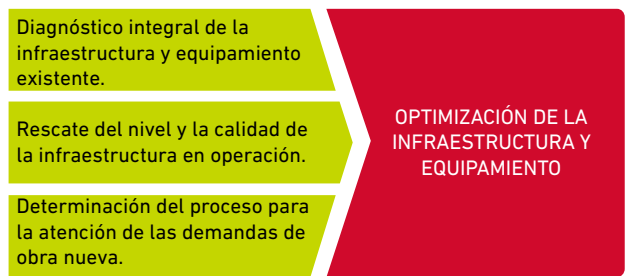 Diagnóstico integral de la
infraestructura y equipamiento
existente.
Rescate del nivel y la calidad de
la infraestructura en operación.
Determinación del proceso para
la atención de las demandas de
obra nueva.
OPTIMIZACIÓN DE LA
INFRAESTRUCTURA Y
EQUIPAMIENTO